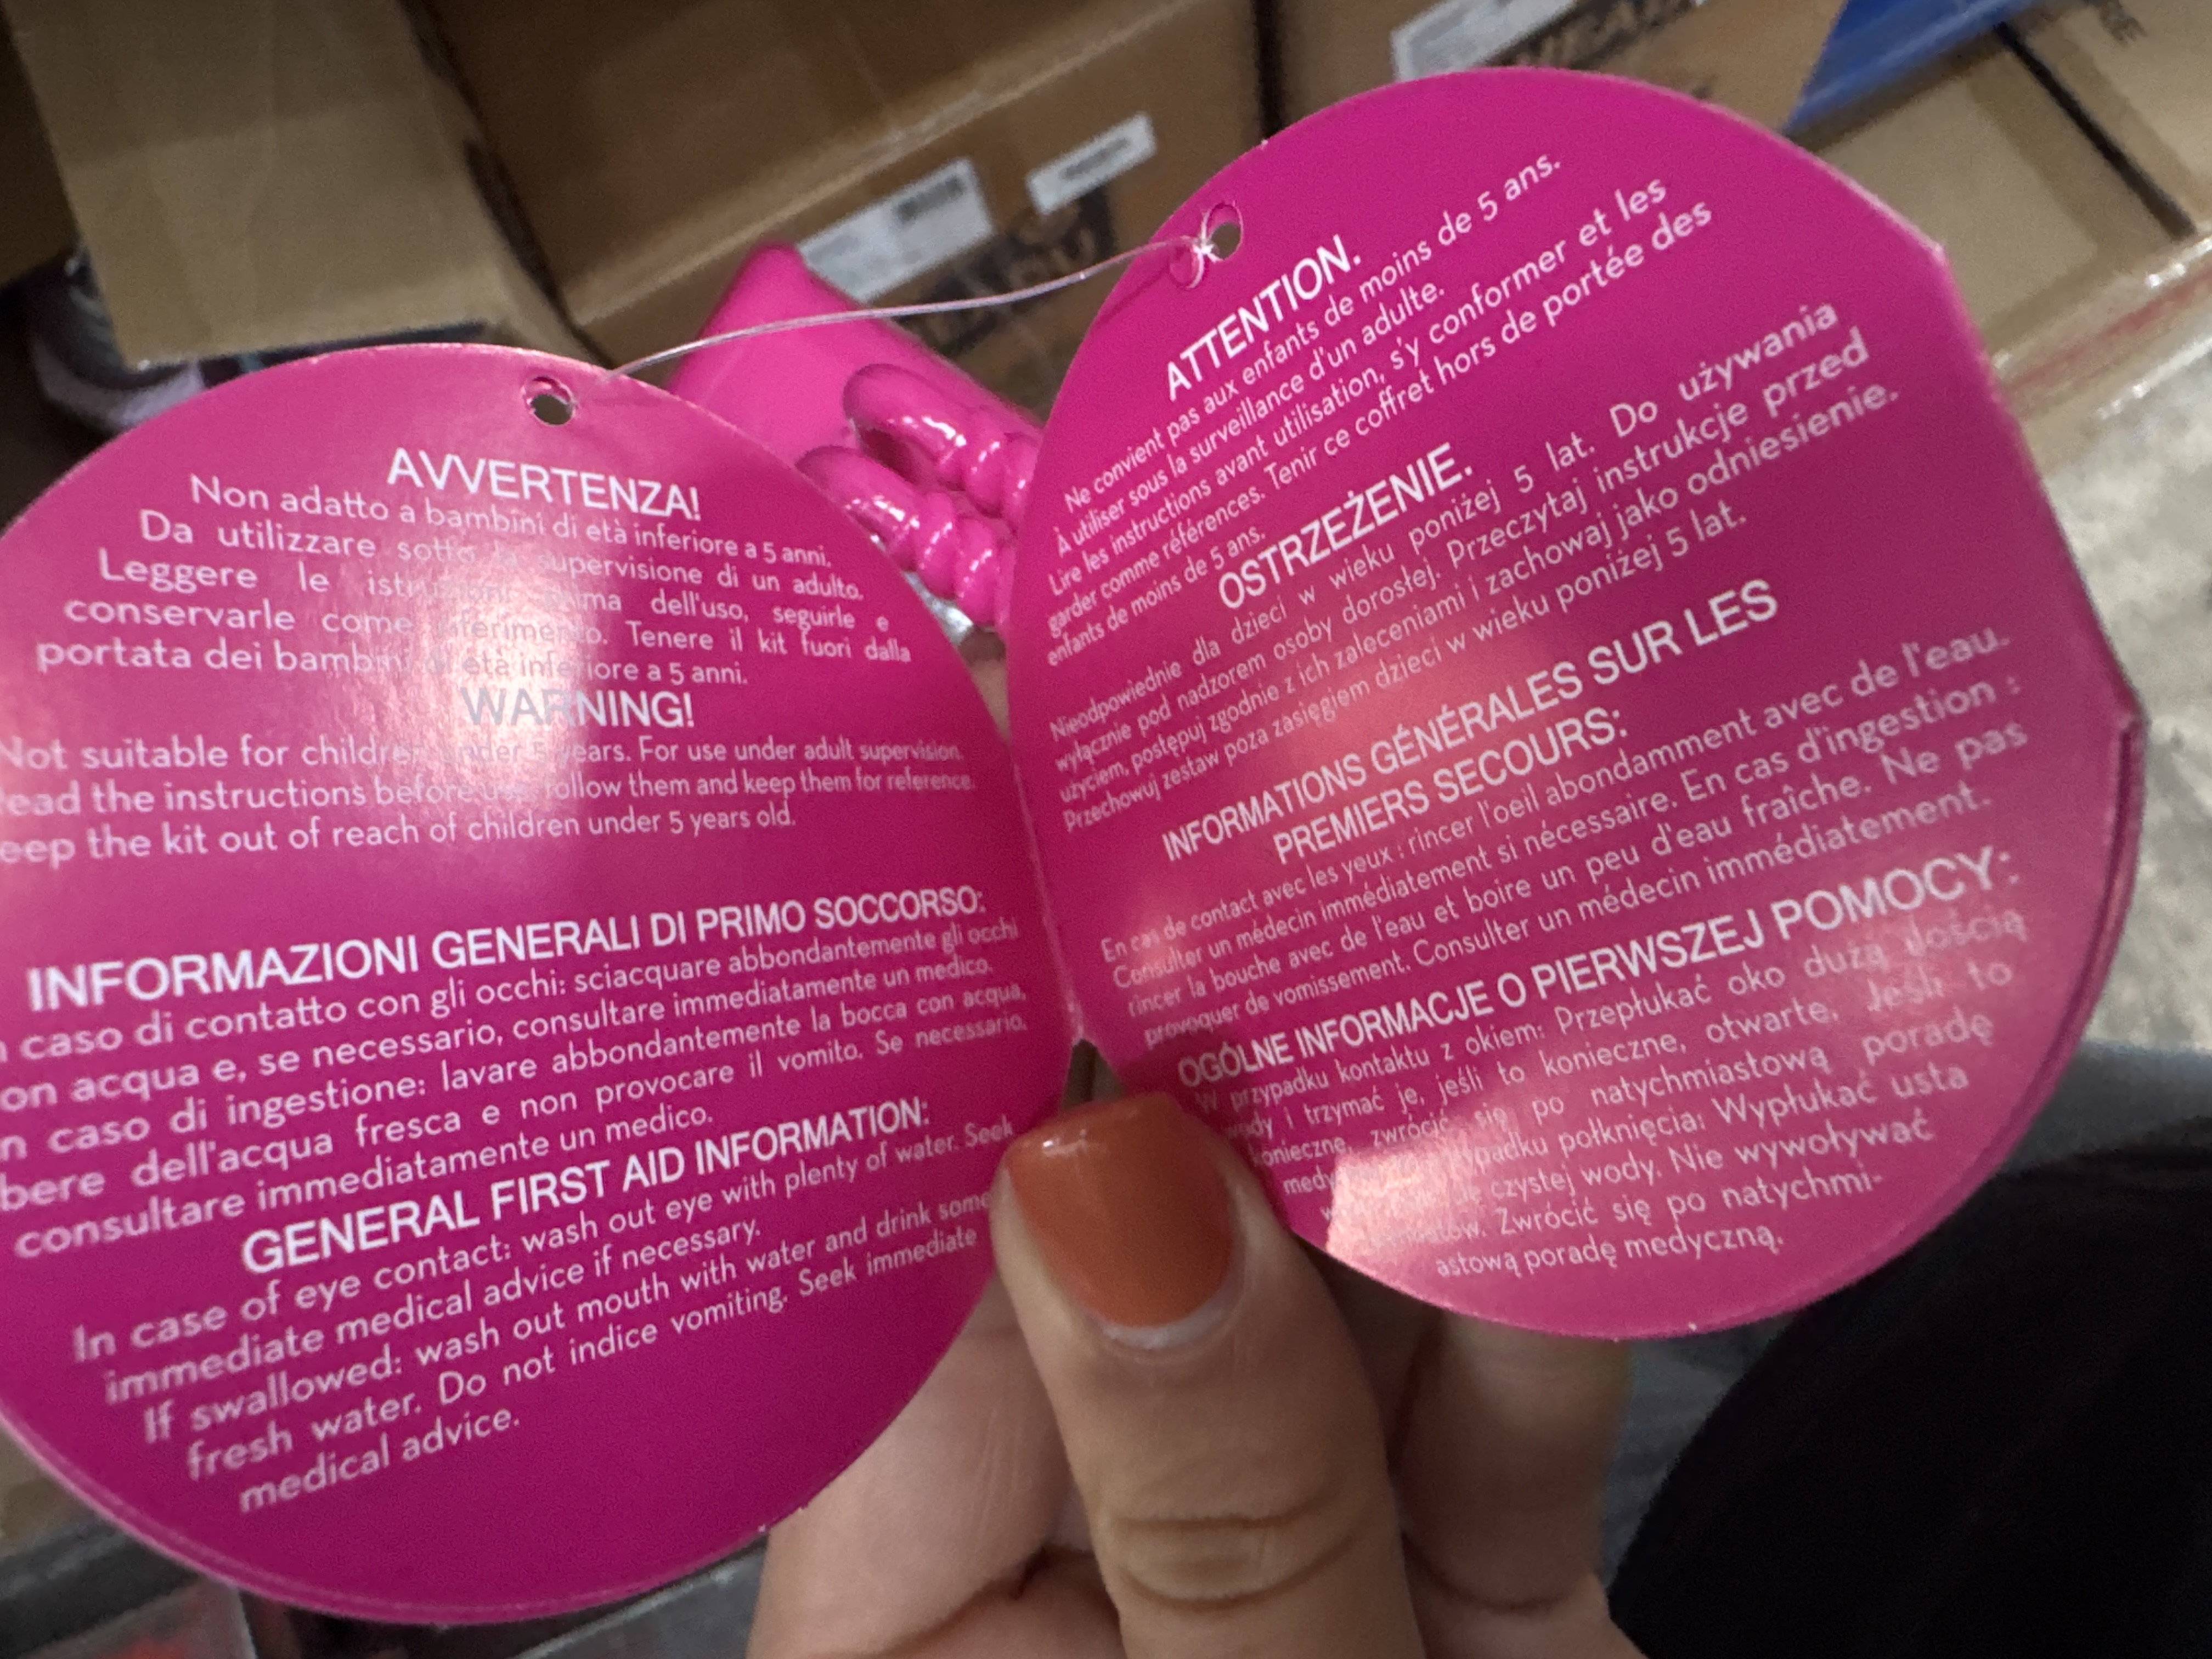 AVVERTENZA!
Non adatto a bambini di età inferiore a 5 anni.
Da utilizzare sotto la supervisione di un adulto.
Leggere le istruzioni prima dell'uso, seguirle e
conservarle come riferimento. Tenere il kit fuori dalla
portata dei bambini di età inferiore a 5 anni.
WARNING!
Not suitable for children under 5 years. For use under adult supervision.
ead the instructions before use, follow them and keep them for reference.
eep the kit out of reach of children under 5 years old.
INFORMAZIONI GENERALI DI PRIMO SOCCORSO:
n caso di contatto con gli occhi: sciacquare abbondantemente gli occhi
on acqua e, se necessario, consultare immediatamente un medico.
n caso di ingestione: lavare abbondantemente la bocca con acqua,
bere dell'acqua fresca e non provocare il vomito. Se necessario,
consultare immediatamente un medico.
GENERAL FIRST AID INFORMATION:
In case of eye contact: wash out eye with plenty of water. Seek
immediate medical advice if necessary.
If swallowed: wash out mouth with water and drink some
fresh water. Do not indice vomiting. Seek immediate
medical advice.
ATTENTION.
Ne convient pas aux enfants de moins de 5 ans.
À utiliser sous la surveillance d'un adulte.
Lire les instructions avant utilisation, s'y conformer et les
garder comme références. Tenir ce coffret hors de portée des
enfants de moins de 5 ans.
OSTRZEŻENIE.
Nieodpowiednie dla dzieci w wieku poniżej 5 lat. Do używania
wyłącznie pod nadzorem osoby dorosłej. Przeczytaj instrukcje przed
użyciem, postępuj zgodnie z ich zaleceniami i zachowaj jako odniesienie.
Przechowuj zestaw poza zasięgiem dzieci w wieku poniżej 5 lat.
INFORMATIONS GÉNÉRALES SUR LES
PREMIERS SECOURS:
En cas de contact avec les yeux : rincer l'oeil abondamment avec de l'eau.
Consulter un médecin immédiatement si nécessaire. En cas d'ingestion :
rincer la bouche avec de l'eau et boire un peu d'eau fraîche. Ne pas
provoquer de vomissement. Consulter un médecin immédiatement.
OGÓLNE INFORMACJE O PIERWSZEJ POMOCY:
W przypadku kontaktu z okiem: Przepłukać oko dużą ilością
wody i trzymać je, jeśli to konieczne, otwarte. Jeśli to
konieczne, zwrócić się po natychmiastową poradę
połknięcia: Wypłukać usta
czystej wody. Nie wywoływać
Zwrócić się po natychmi-
astową poradę medyczną.